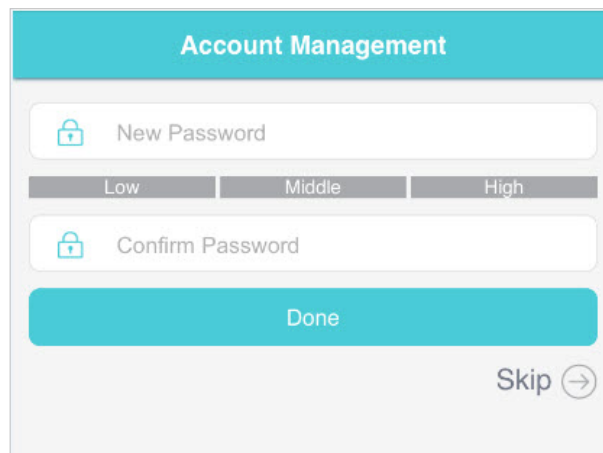 Account Management
New Password
Low Middle High
Confirm Password
Done
Skip